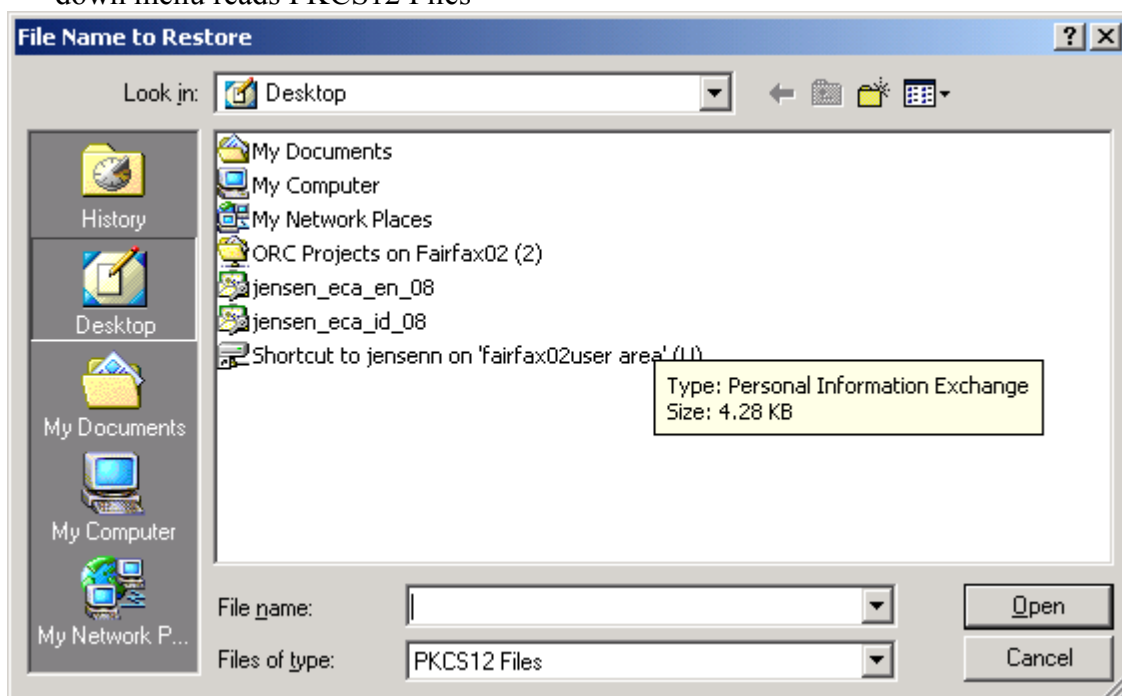 down menu reads PKCS12 Files
File Name to Restore
Look in:
Desktop
History
Desktop
My Documents
My Computer
My Network P...
My Documents
My Computer
My Network Places
ORC Projects on Fairfax02 (2)
jensen_eca_en_08
jensen_eca_id_08
Shortcut to jensenn on 'fairfax02user area' (U)
Type: Personal Information Exchange
Size: 4.28 KB
File name:
Open
Files of type:
PKCS12 Files
Cancel